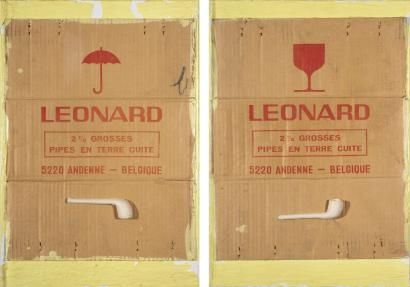 LEONARD
2½ GROSSES
PIPES EN TERRE CUITE
5220 ANDENNE – BELGIQUE
LEONARD
2½ GROSSES
PIPES EN TERRE CUITE
5220 ANDENNE – BELGIQUE